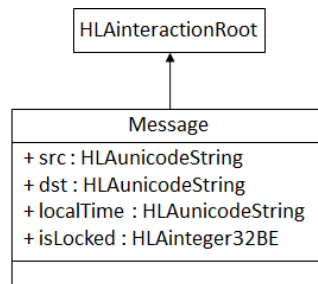 HLAinteractionRoot
Message
+ src : HLAunicodeString
+ dst : HLAunicodeString
+ localTime : HLAunicodeString
+ isLocked : HLAinteger32BE